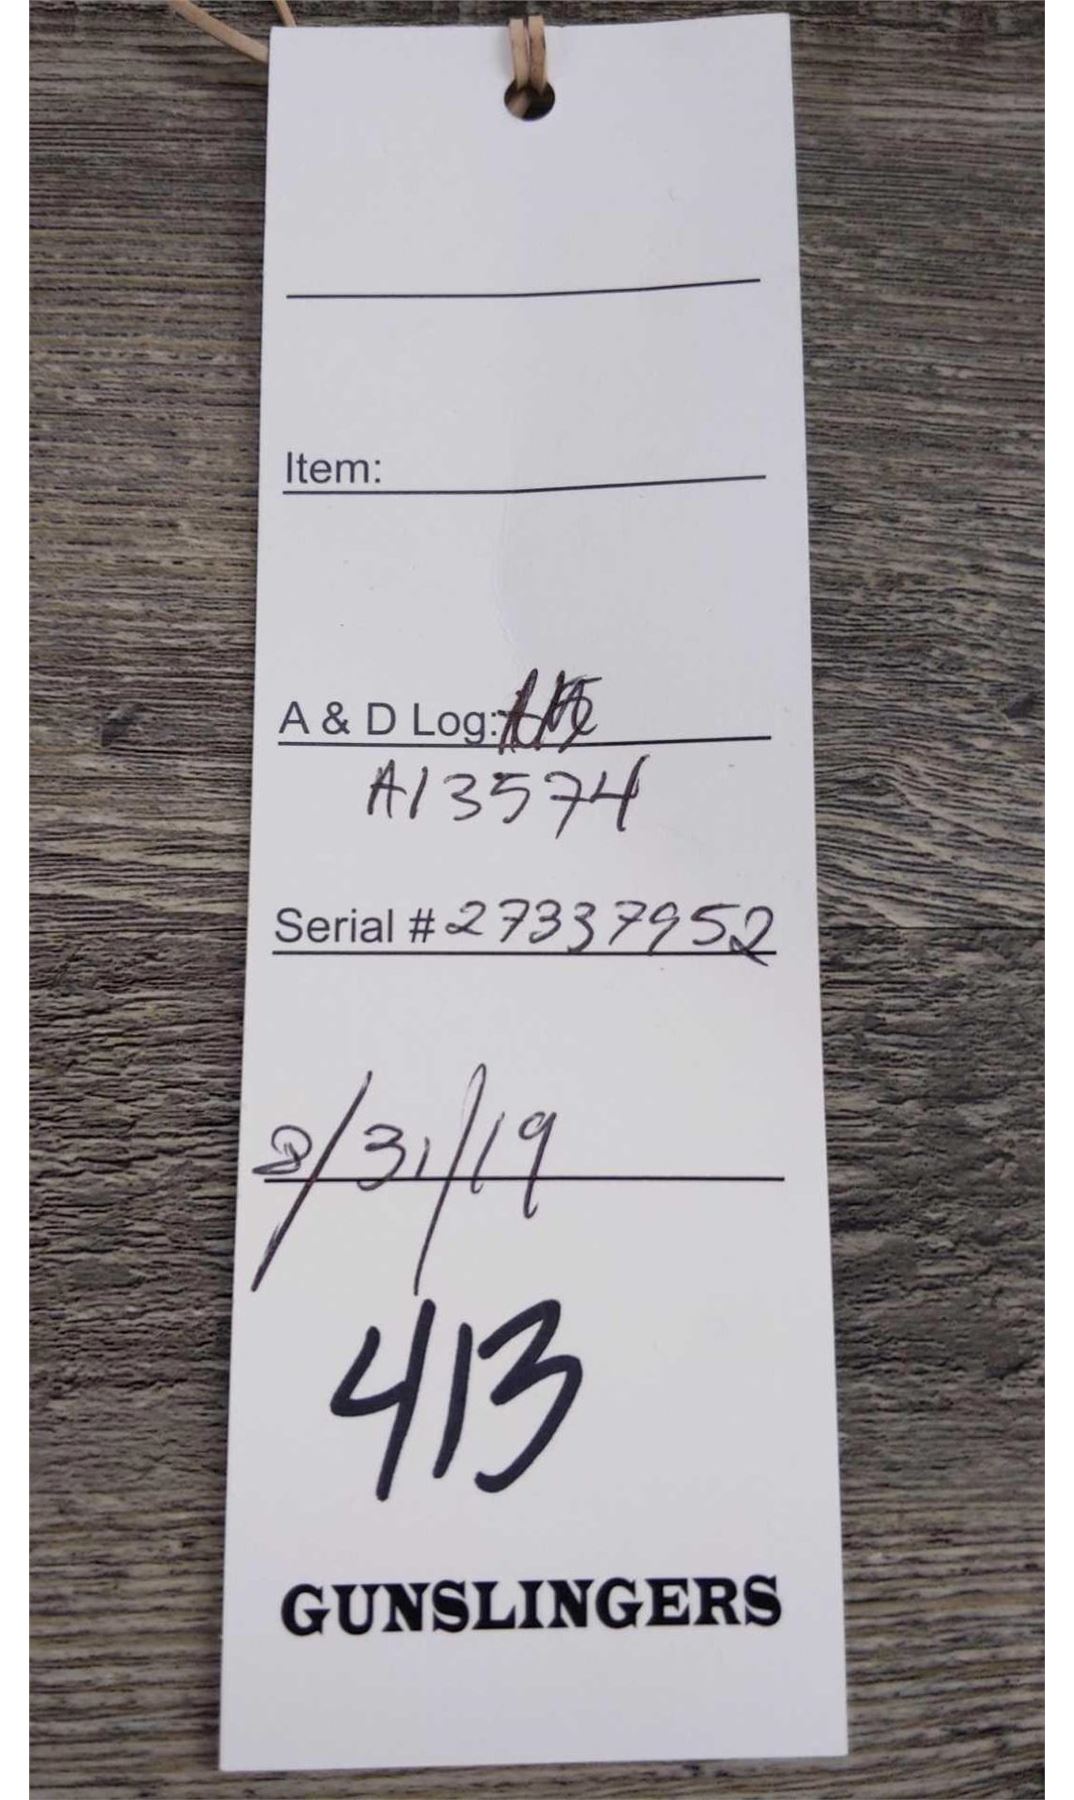 Item:
A & D Log:
A13574
Serial # 27337952
8/31/19
413
GUNSLINGERS